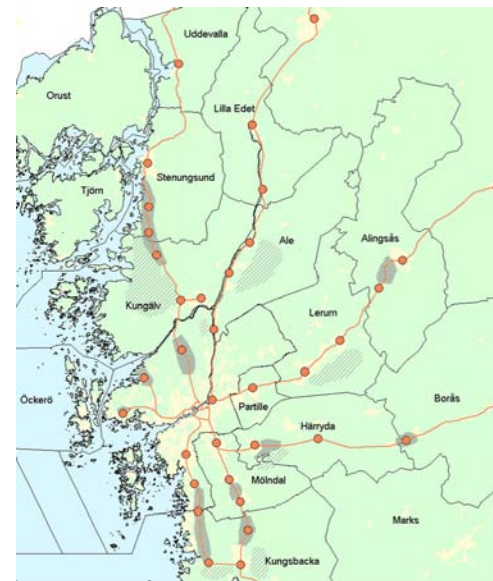 Uddevalla
Orust
Lilla Edet
Stenungsund
Tjörn
Ale
Alingsås
Kungälv
Lerum
Öckerö
Partille
Borås
Härryda
Mölndal
Marks
Kungsbacka